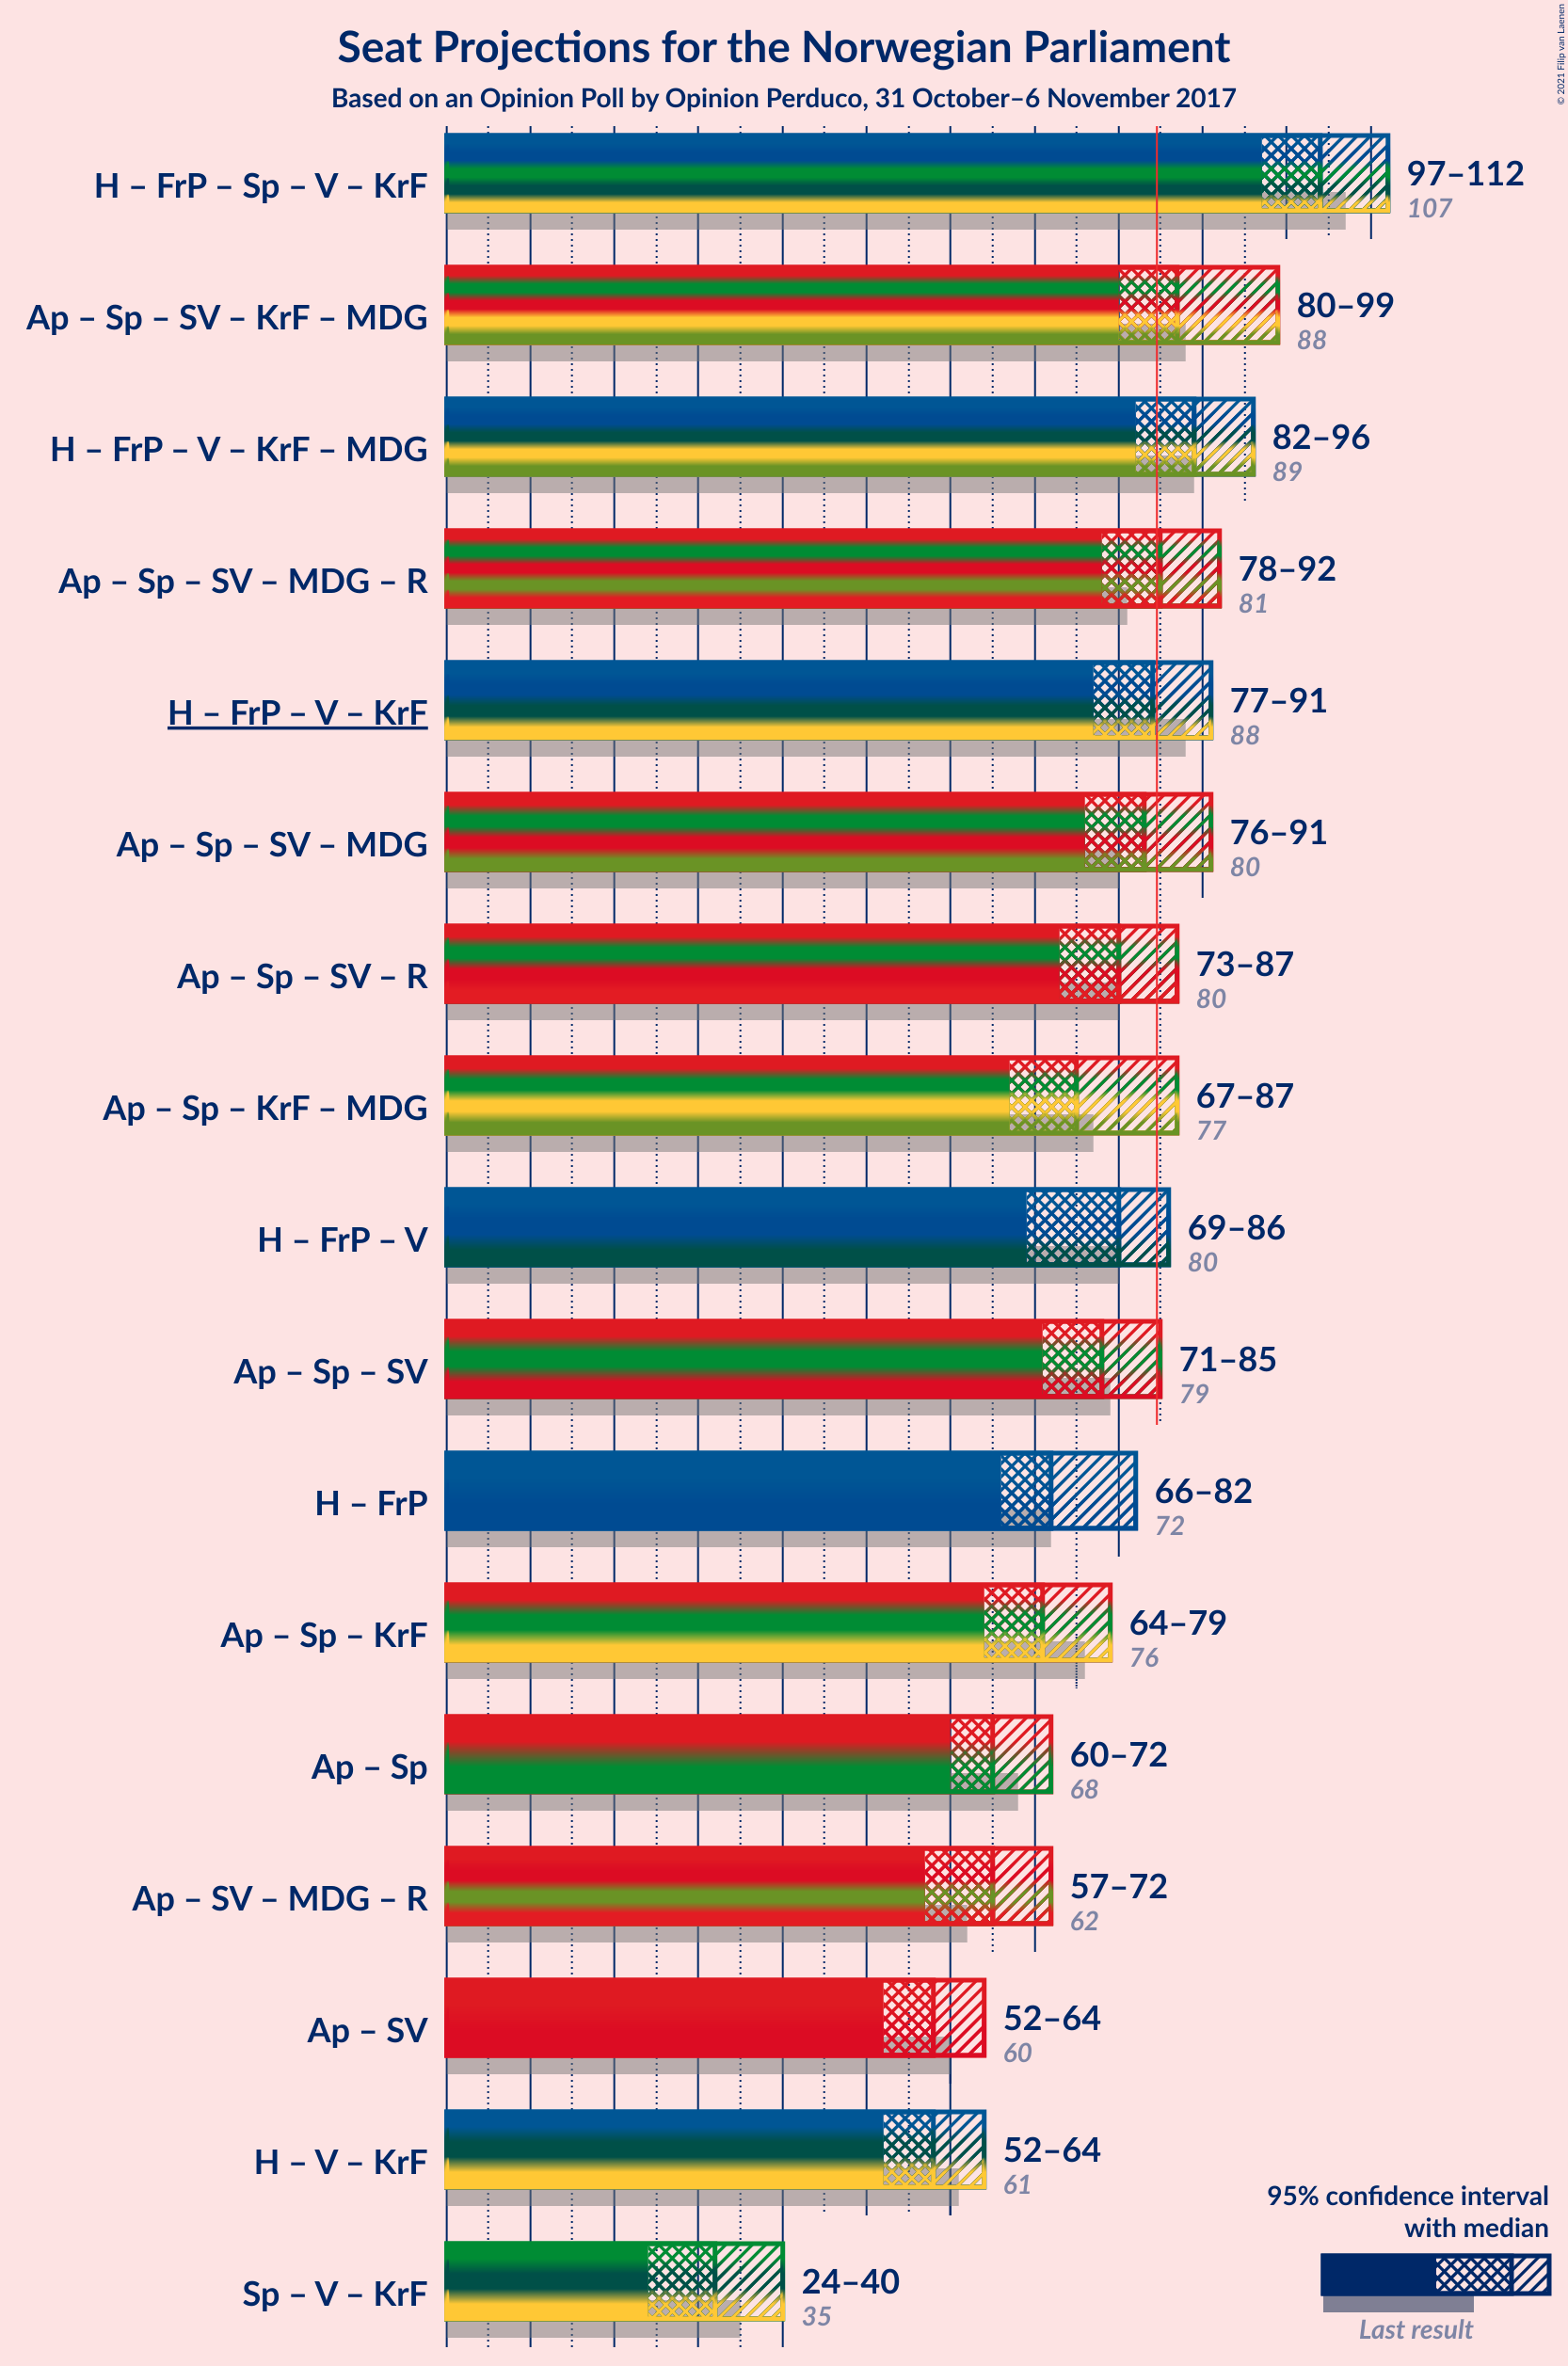 Seat Projections for the Norwegian Parliament
Based on an Opinion Poll by Opinion Perduco, 31 October–6 November 2017
© 2021 Filip van Laenen
H – FrP – Sp – V – KrF
97–112
107
Ap – Sp – SV – KrF – MDG
80–99
88
H – FrP – V – KrF – MDG
82–96
89
Ap – Sp – SV – MDG – R
78–92
81
H – FrP – V – KrF
77–91
88
Ap – Sp – SV – MDG
76–91
80
Ap – Sp – SV – R
73–87
80
Ap – Sp – KrF – MDG
67–87
77
H – FrP – V
69–86
80
Ap – Sp – SV
71–85
79
H – FrP
66–82
72
Ap – Sp – KrF
64–79
76
Ap – Sp
60–72
68
Ap – SV – MDG – R
57–72
62
Ap – SV
52–64
60
H – V – KrF
52–64
61
Sp – V – KrF
24–40
35
95% confidence interval
with median
Last result